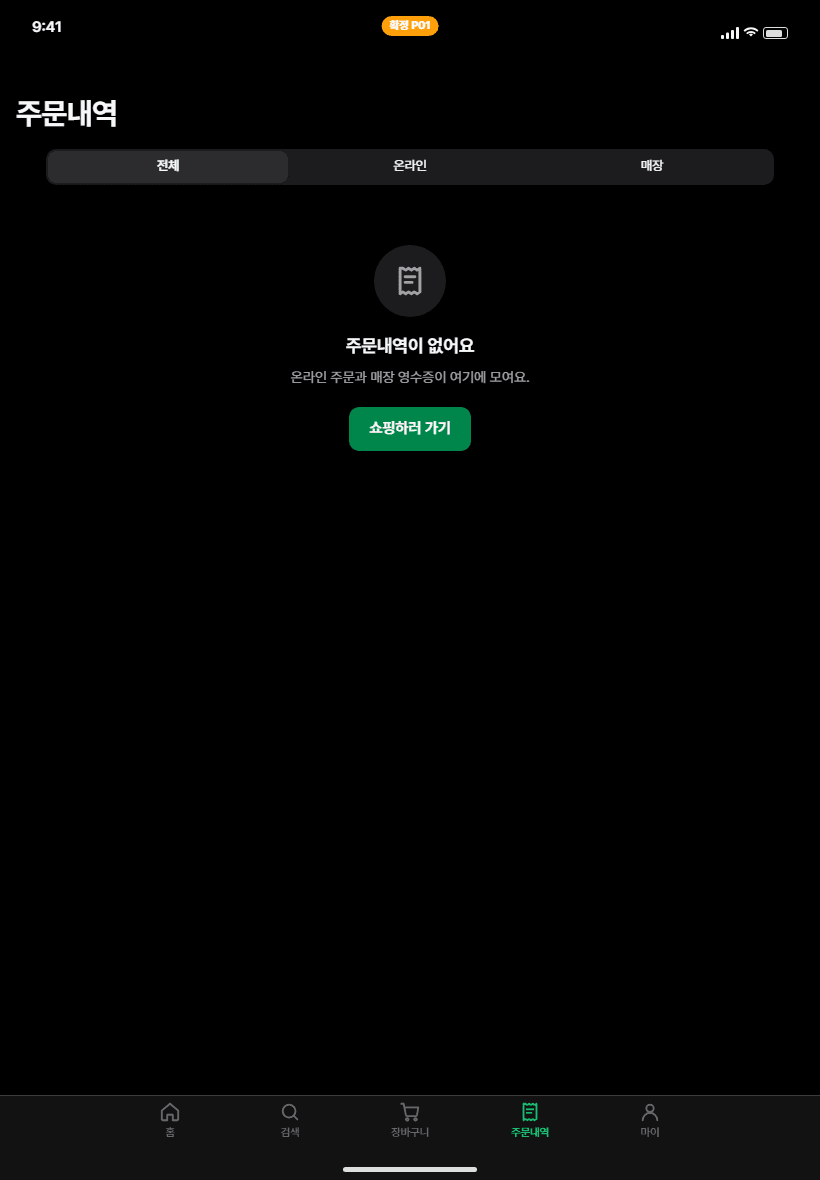 9:41
확정 P01
주문내역
전체
온라인
매장
주문내역이 없어요
온라인 주문과 매장 영수증이 여기에 모여요.
쇼핑하러 가기
홈
검색
장바구니
주문내역
마이